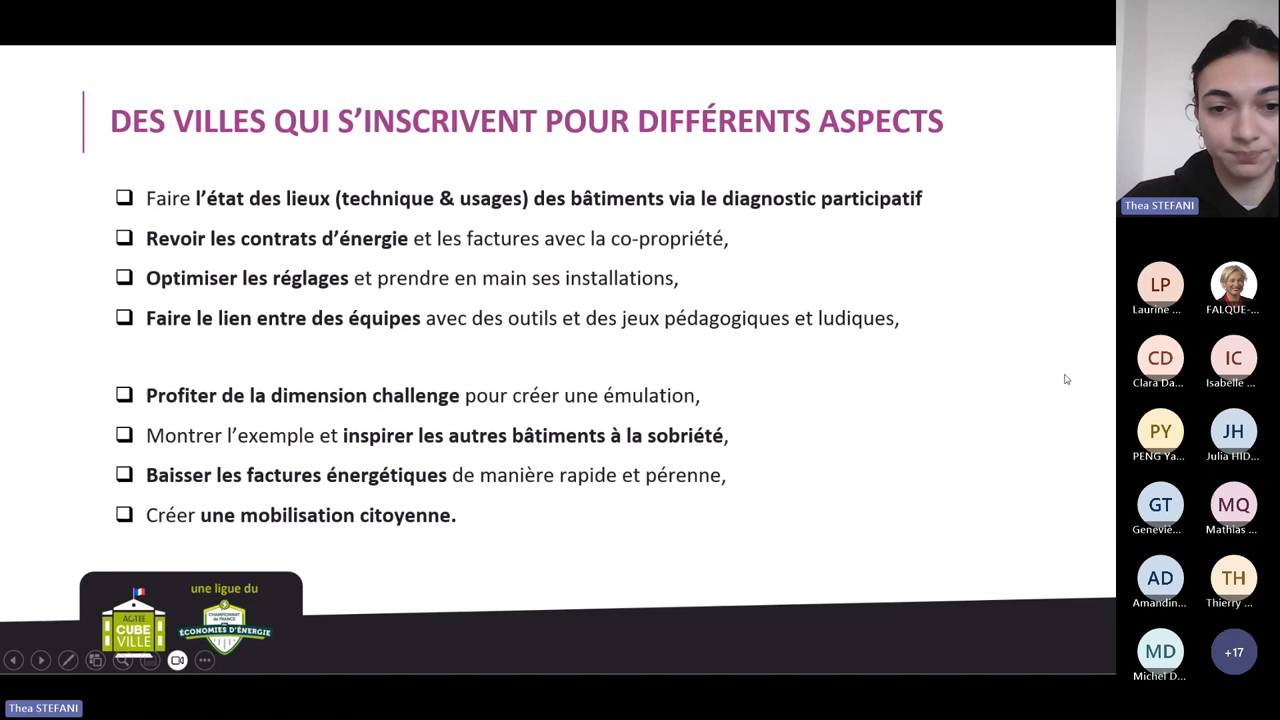 DES VILLES QUI S’INSCRIVENT POUR DIFFÉRENTS ASPECTS
Faire l’état des lieux (technique & usages) des bâtiments via le diagnostic participatif
Revoir les contrats d’énergie et les factures avec la co-propriété,
Optimiser les réglages et prendre en main ses installations,
Faire le lien entre des équipes avec des outils et des jeux pédagogiques et ludiques,
Profiter de la dimension challenge pour créer une émulation,
Montrer l’exemple et inspirer les autres bâtiments à la sobriété,
Baisser les factures énergétiques de manière rapide et pérenne,
Créer une mobilisation citoyenne.
une ligue du
ACTEE
CUBE
VILLE
CHAMPIONNAT
DE FRANCE
ÉCONOMIES D'ÉNERGIE
Thea STEFANI
Thea STEFANI
LP
Laurine ...
FALQUE-...
CD
Clara Da...
IC
Isabelle ...
PY
PENG Ya...
JH
Julia HID...
GT
Genevièv...
MQ
Mathias ...
AD
Amandin...
TH
Thierry ...
MD
Michel D...
+17